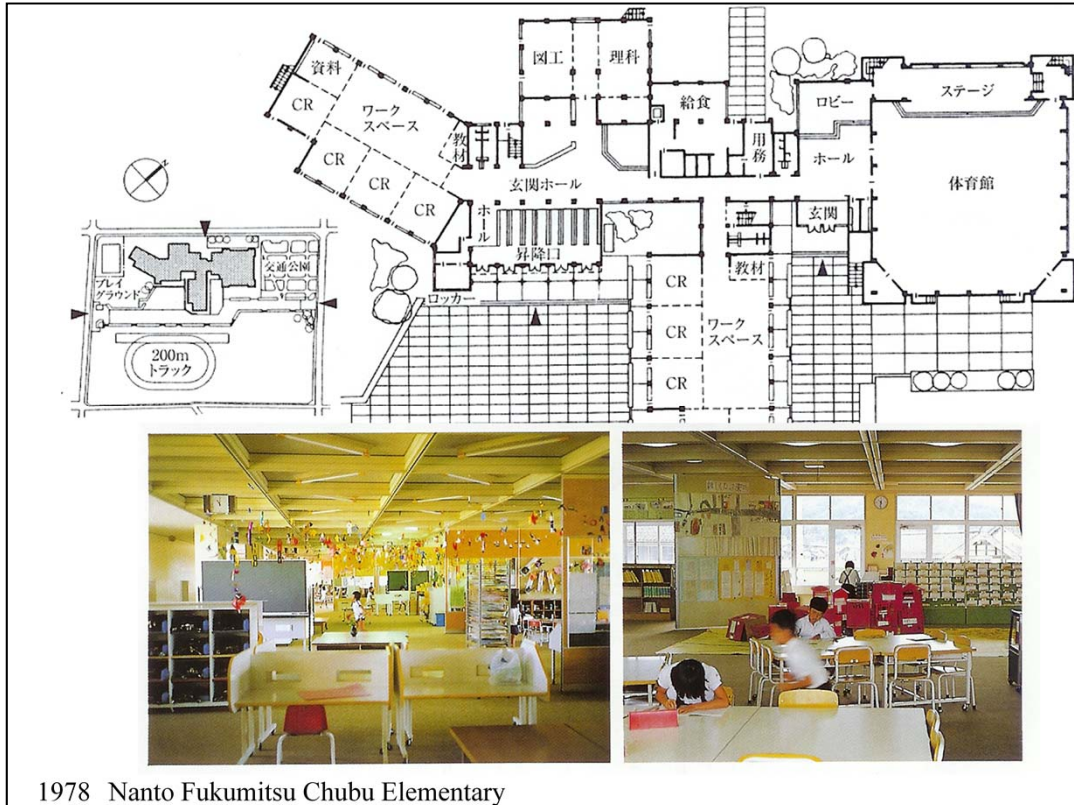 図工
理科
ステージ
資料
ロビー
CR
ワーク
スペース
給食
教材
用務
ホール
CR
体育館
玄関ホール
CR
CR
ホール
玄関
昇降口
教材
交通公園
CR
プレイ
グラウンド
ロッカー
CR
ワーク
スペース
200m
トラック
CR
1978 Nanto Fukumitsu Chubu Elementary